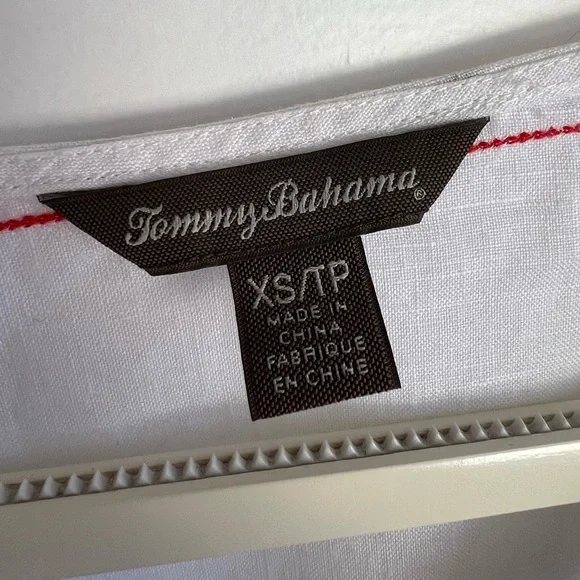 Tommy Bahama®
XS/TP
MADE IN
CHINA
FABRIQUE
EN CHINE